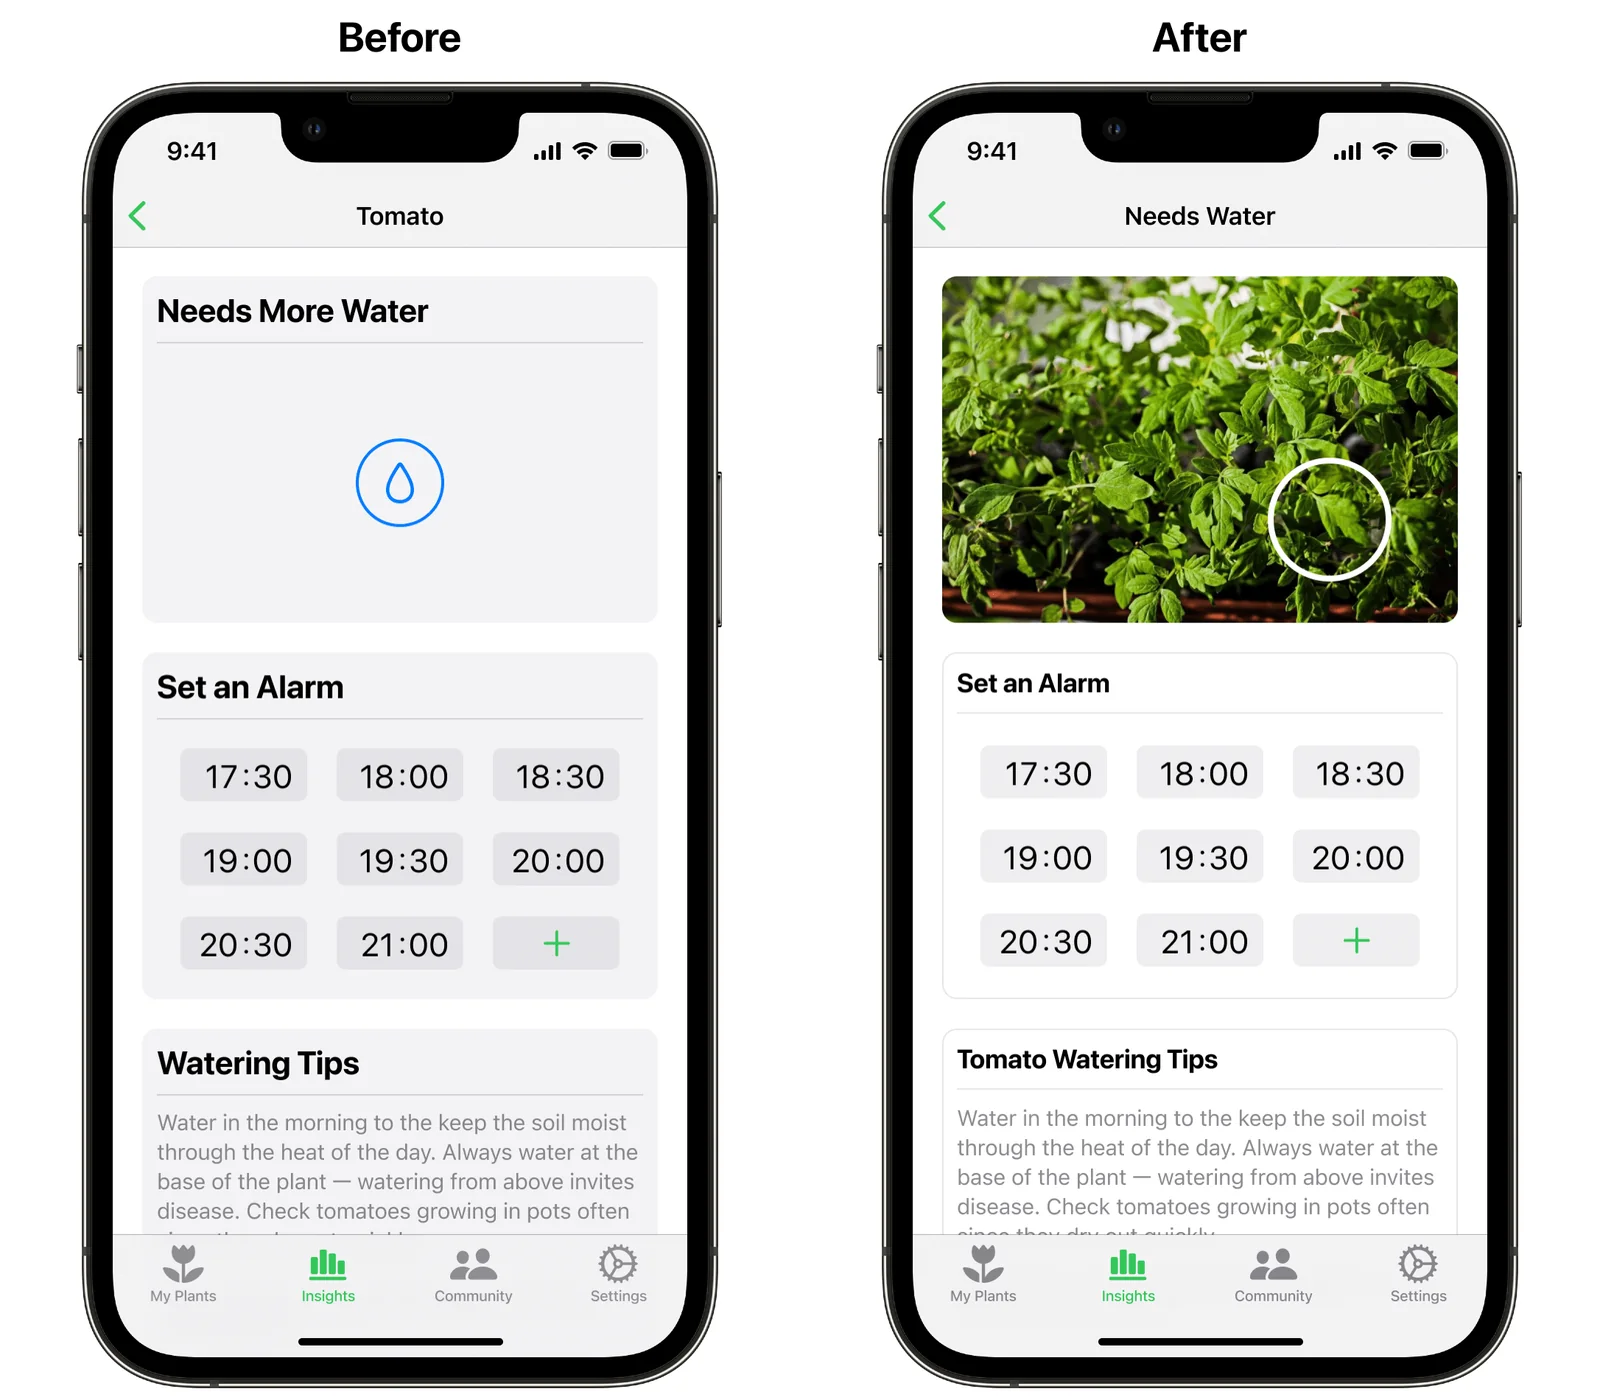 Before
9:41
Tomato
Needs More Water
Set an Alarm
17:30 18:00 18:30
19:00 19:30 20:00
20:30 21:00 +
Watering Tips
Water in the morning to the keep the soil moist
through the heat of the day. Always water at the
base of the plant — watering from above invites
disease. Check tomatoes growing in pots often
My Plants Insights Community Settings
After
9:41
Needs Water
Set an Alarm
17:30 18:00 18:30
19:00 19:30 20:00
20:30 21:00 +
Tomato Watering Tips
Water in the morning to the keep the soil moist
through the heat of the day. Always water at the
base of the plant — watering from above invites
disease. Check tomatoes growing in pots often
since they dry out quickly.
My Plants Insights Community Settings